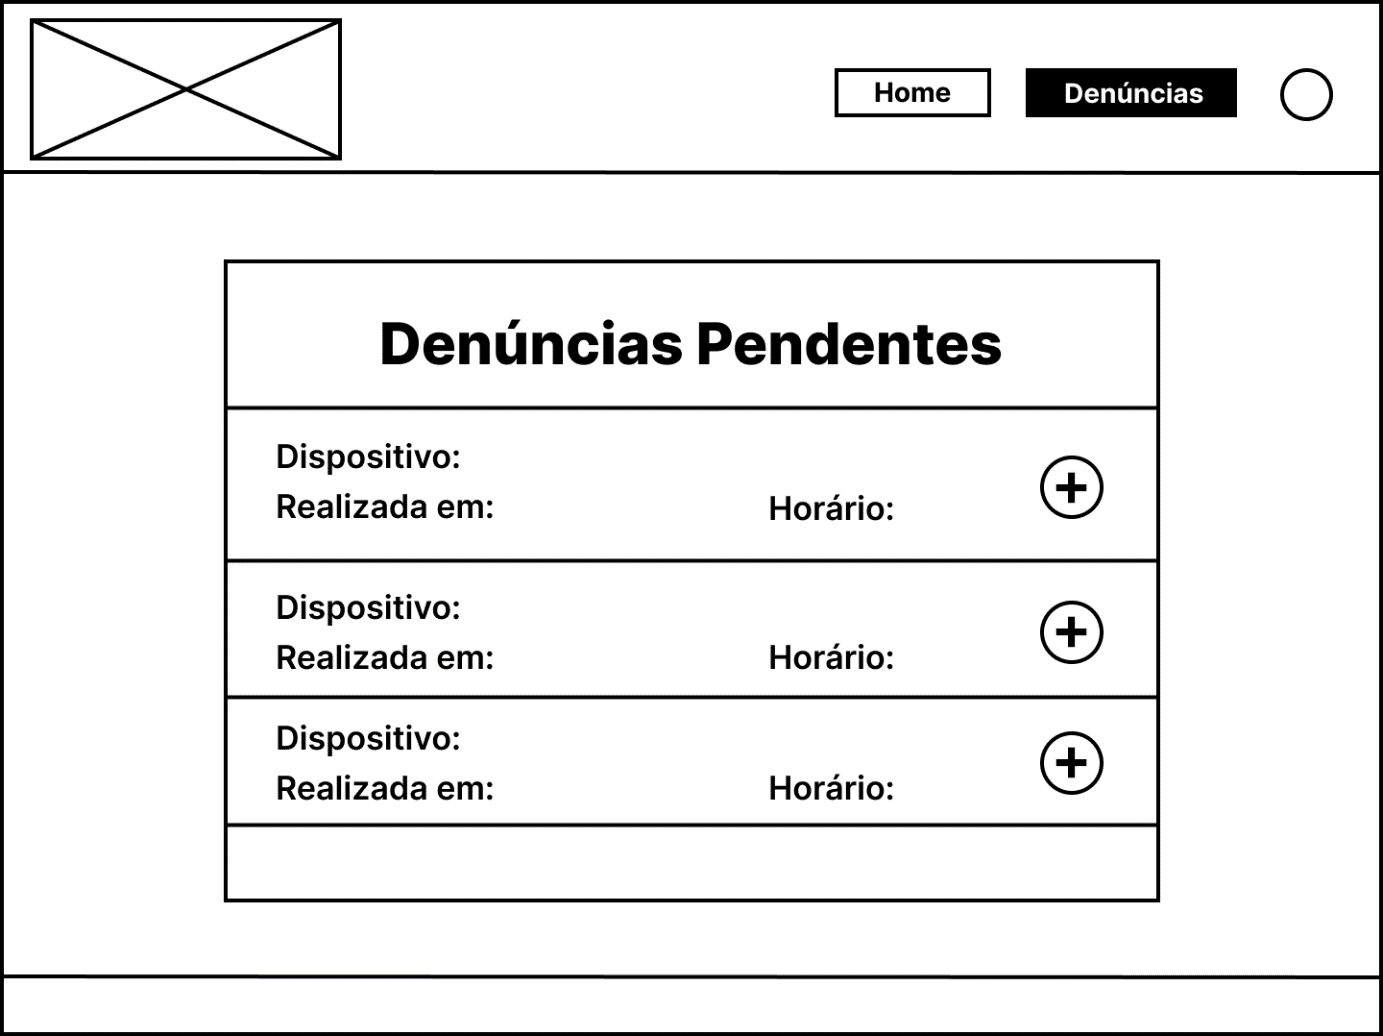 Home
Denúncias
Denúncias Pendentes
Dispositivo:
Realizada em:
Horário:
Dispositivo:
Realizada em:
Horário:
Dispositivo:
Realizada em:
Horário: